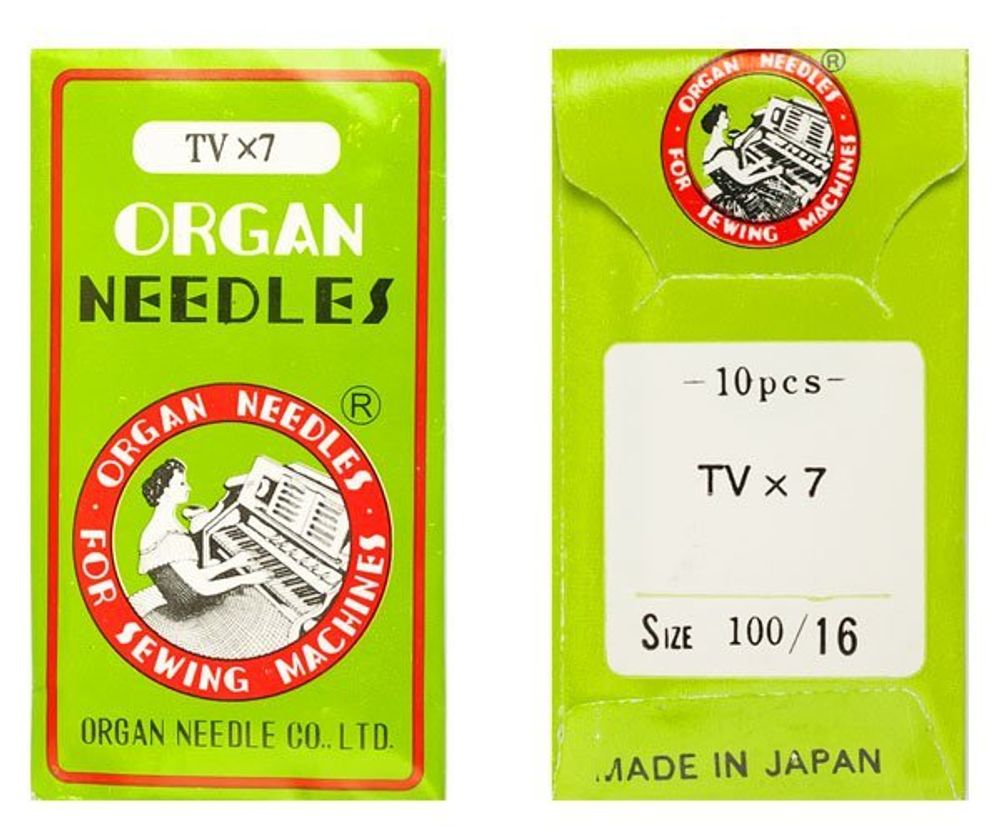 TV ×7
ORGAN
NEEDLES
®
· ORGAN NEEDLES ·
FOR SEWING MACHINES
ORGAN NEEDLE CO., LTD.
· ORGAN NEEDLES ·
®
FOR SEWING MACHINES
-10pcs-
TV × 7
SIZE 100/16
MADE IN JAPAN